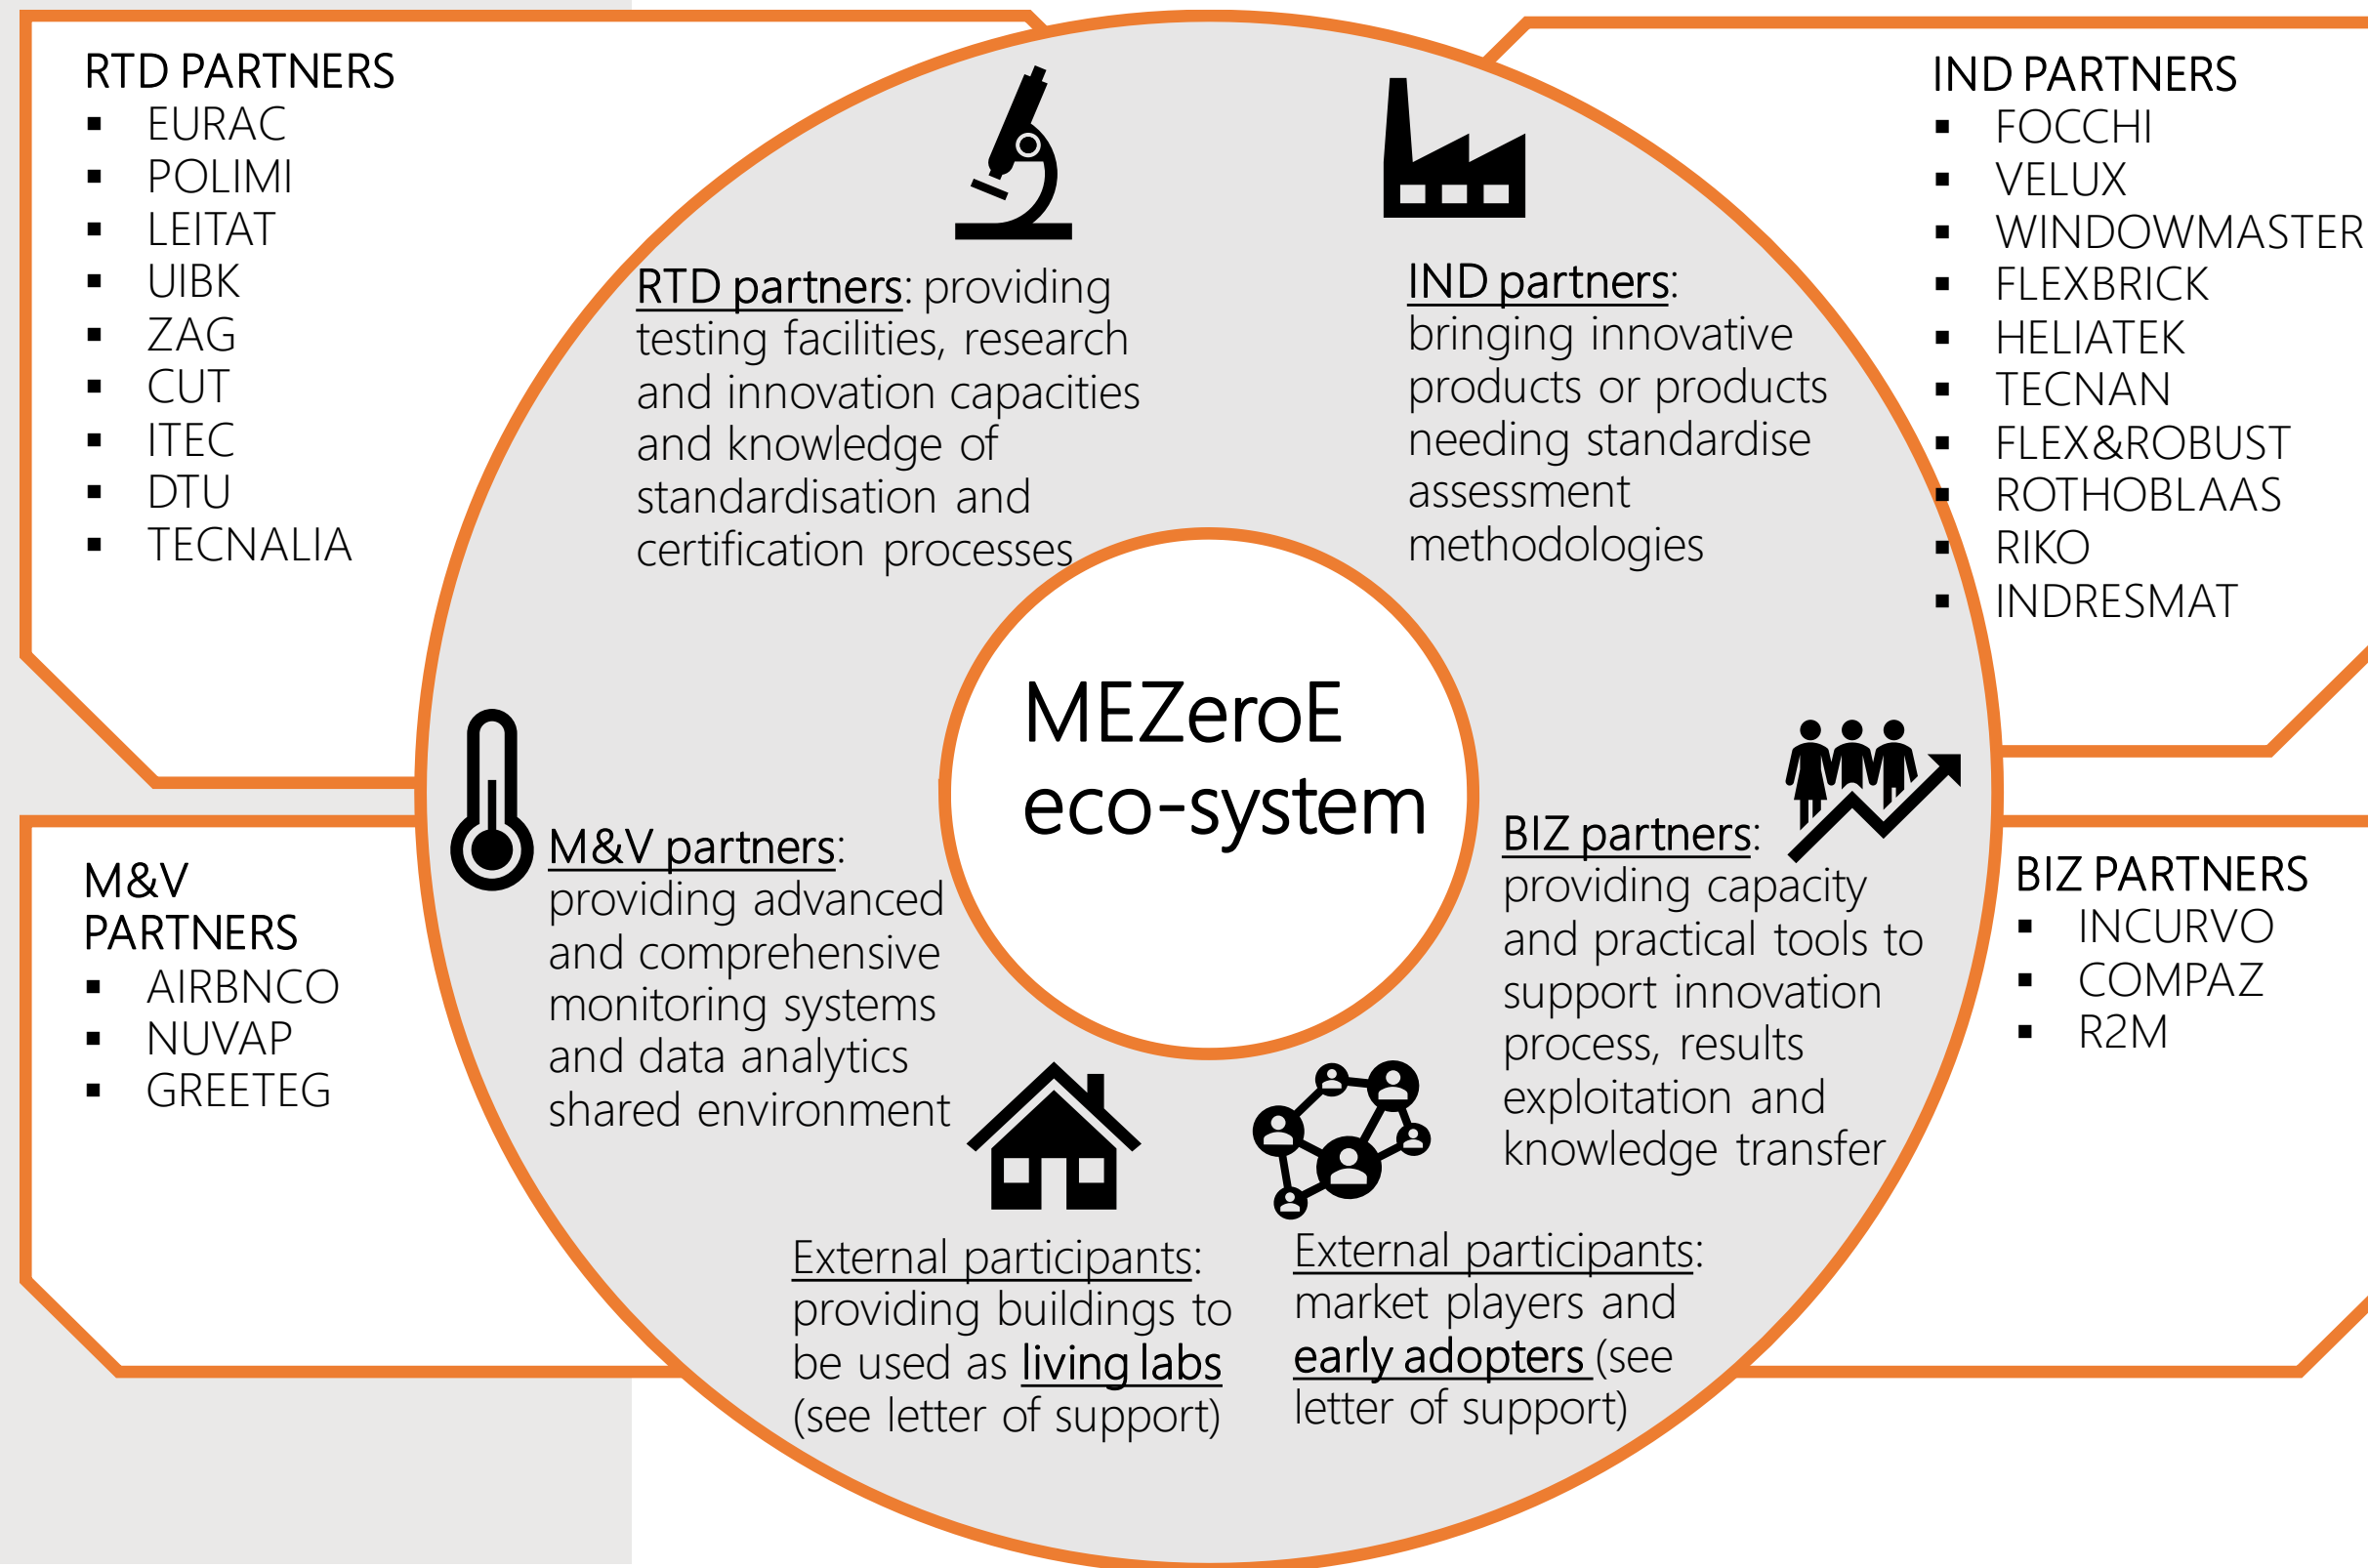 RTD PARTNERS
▪ EURAC
▪ POLIMI
▪ LEITAT
▪ UIBK
▪ ZAG
▪ CUT
▪ ITEC
▪ DTU
▪ TECNALIA
IND PARTNERS
▪ FOCCHI
▪ VELUX
▪ WINDOWMASTER
▪ FLEXBRICK
▪ HELIATEK
▪ TECNAN
▪ FLEX&ROBUST
▪ ROTHOBLAAS
▪ RIKO
▪ INDRESMAT
RTD partners: providing
testing facilities, research
and innovation capacities
and knowledge of
standardisation and
certification processes
IND partners:
bringing innovative
products or products
needing standardise
assessment
methodologies
MEZeroE
eco-system
M&V
PARTNERS
▪ AIRBNCO
▪ NUVAP
▪ GREETEG
M&V partners:
providing advanced
and comprehensive
monitoring systems
and data analytics
shared environment
BIZ partners:
providing capacity
and practical tools to
support innovation
process, results
exploitation and
knowledge transfer
BIZ PARTNERS
▪ INCURVO
▪ COMPAZ
▪ R2M
External participants:
providing buildings to
be used as living labs
(see letter of support)
External participants:
market players and
early adopters (see
letter of support)